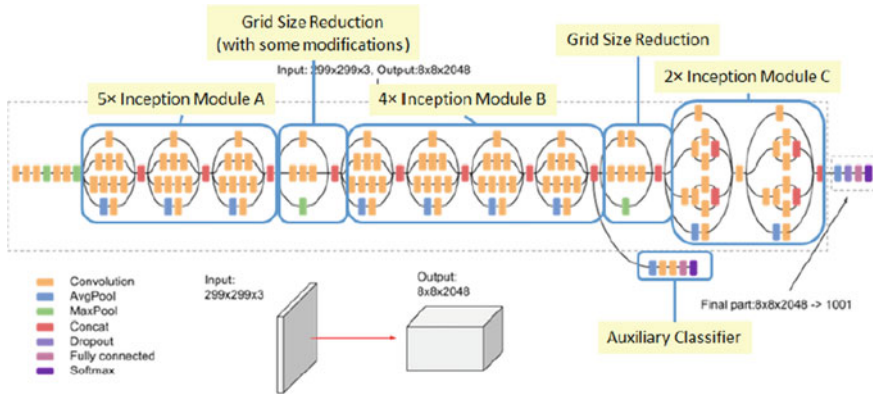 Grid Size Reduction
(with some modifications)
Grid Size Reduction
Input: 299x299x3, Output:8x8x2048
5× Inception Module A
4× Inception Module B
2× Inception Module C
Convolution
AvgPool
MaxPool
Concat
Dropout
Fully connected
Softmax
Input:
299x299x3
Output:
8x8x2048
Final part:8x8x2048 -> 1001
Auxiliary Classifier